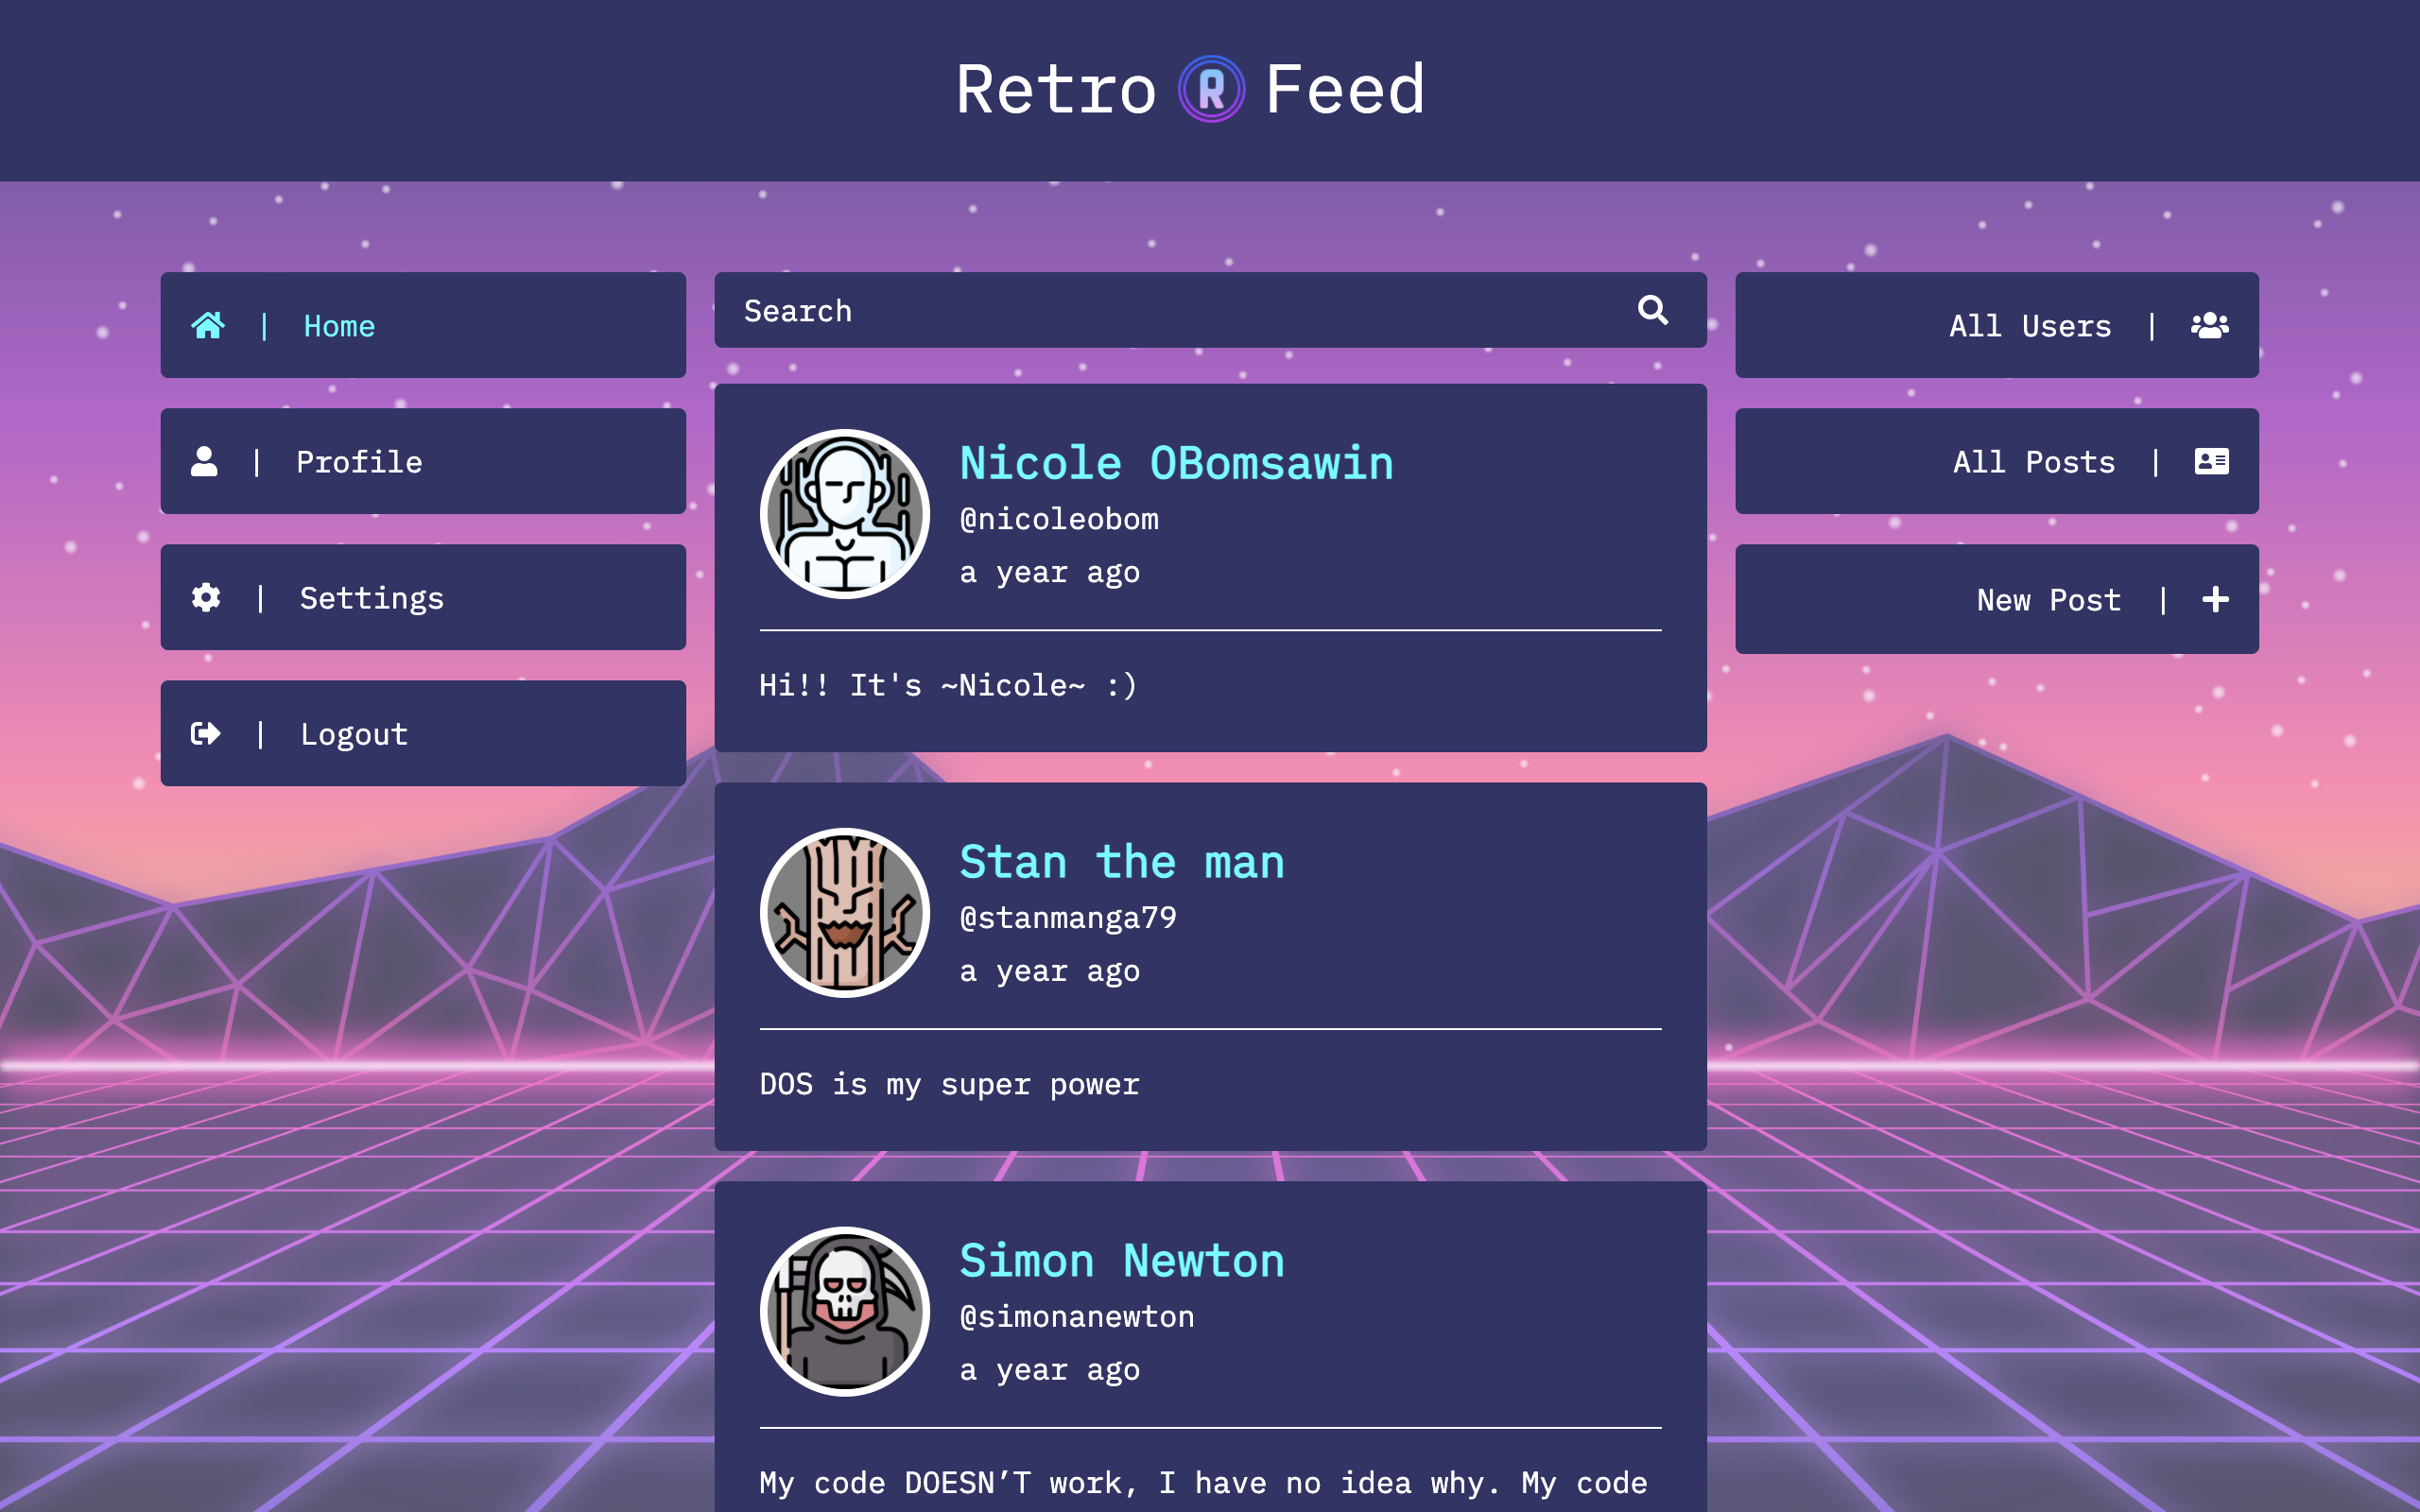 Retro R Feed
| Home
| Profile
| Settings
| Logout
Search
Nicole OBomsawin
@nicoleobom
a year ago
Hi!! It's ~Nicole~ :)
Stan the man
@stanmanga79
a year ago
DOS is my super power
Simon Newton
@simonanewton
a year ago
My code DOESN’T work, I have no idea why. My code
All Users |
All Posts |
New Post |